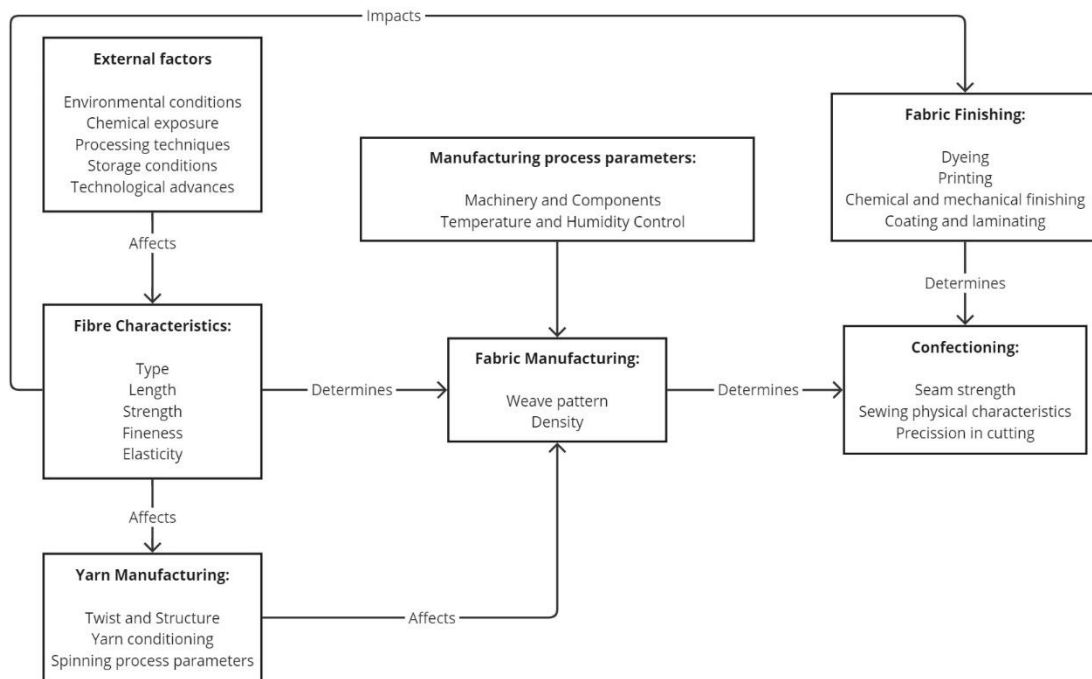 Impacts
External factors
Environmental conditions
Chemical exposure
Processing techniques
Storage conditions
Technological advances
Affects
Fibre Characteristics:
Type
Length
Strength
Fineness
Elasticity
Affects
Yarn Manufacturing:
Twist and Structure
Yarn conditioning
Spinning process parameters
Manufacturing process parameters:
Machinery and Components
Temperature and Humidity Control
Determines
Fabric Manufacturing:
Weave pattern
Density
Affects
Determines
Fabric Finishing:
Dyeing
Printing
Chemical and mechanical finishing
Coating and laminating
Determines
Confectioning:
Seam strength
Sewing physical characteristics
Precission in cutting